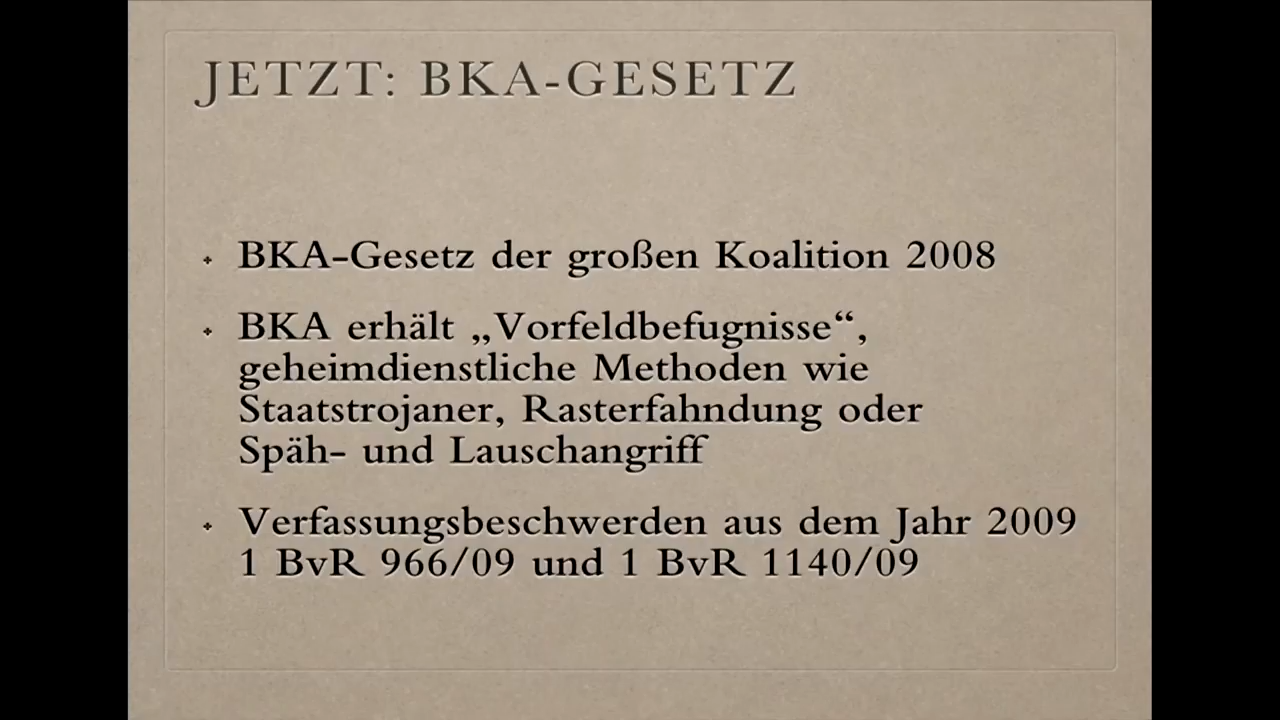 JETZT: BKA-GESETZ
BKA-Gesetz der großen Koalition 2008
BKA erhält „Vorfeldbefugnisse“,
geheimdienstliche Methoden wie
Staatstrojaner, Rasterfahndung oder
Späh- und Lauschangriff
Verfassungsbeschwerden aus dem Jahr 2009
1 BvR 966/09 und 1 BvR 1140/09